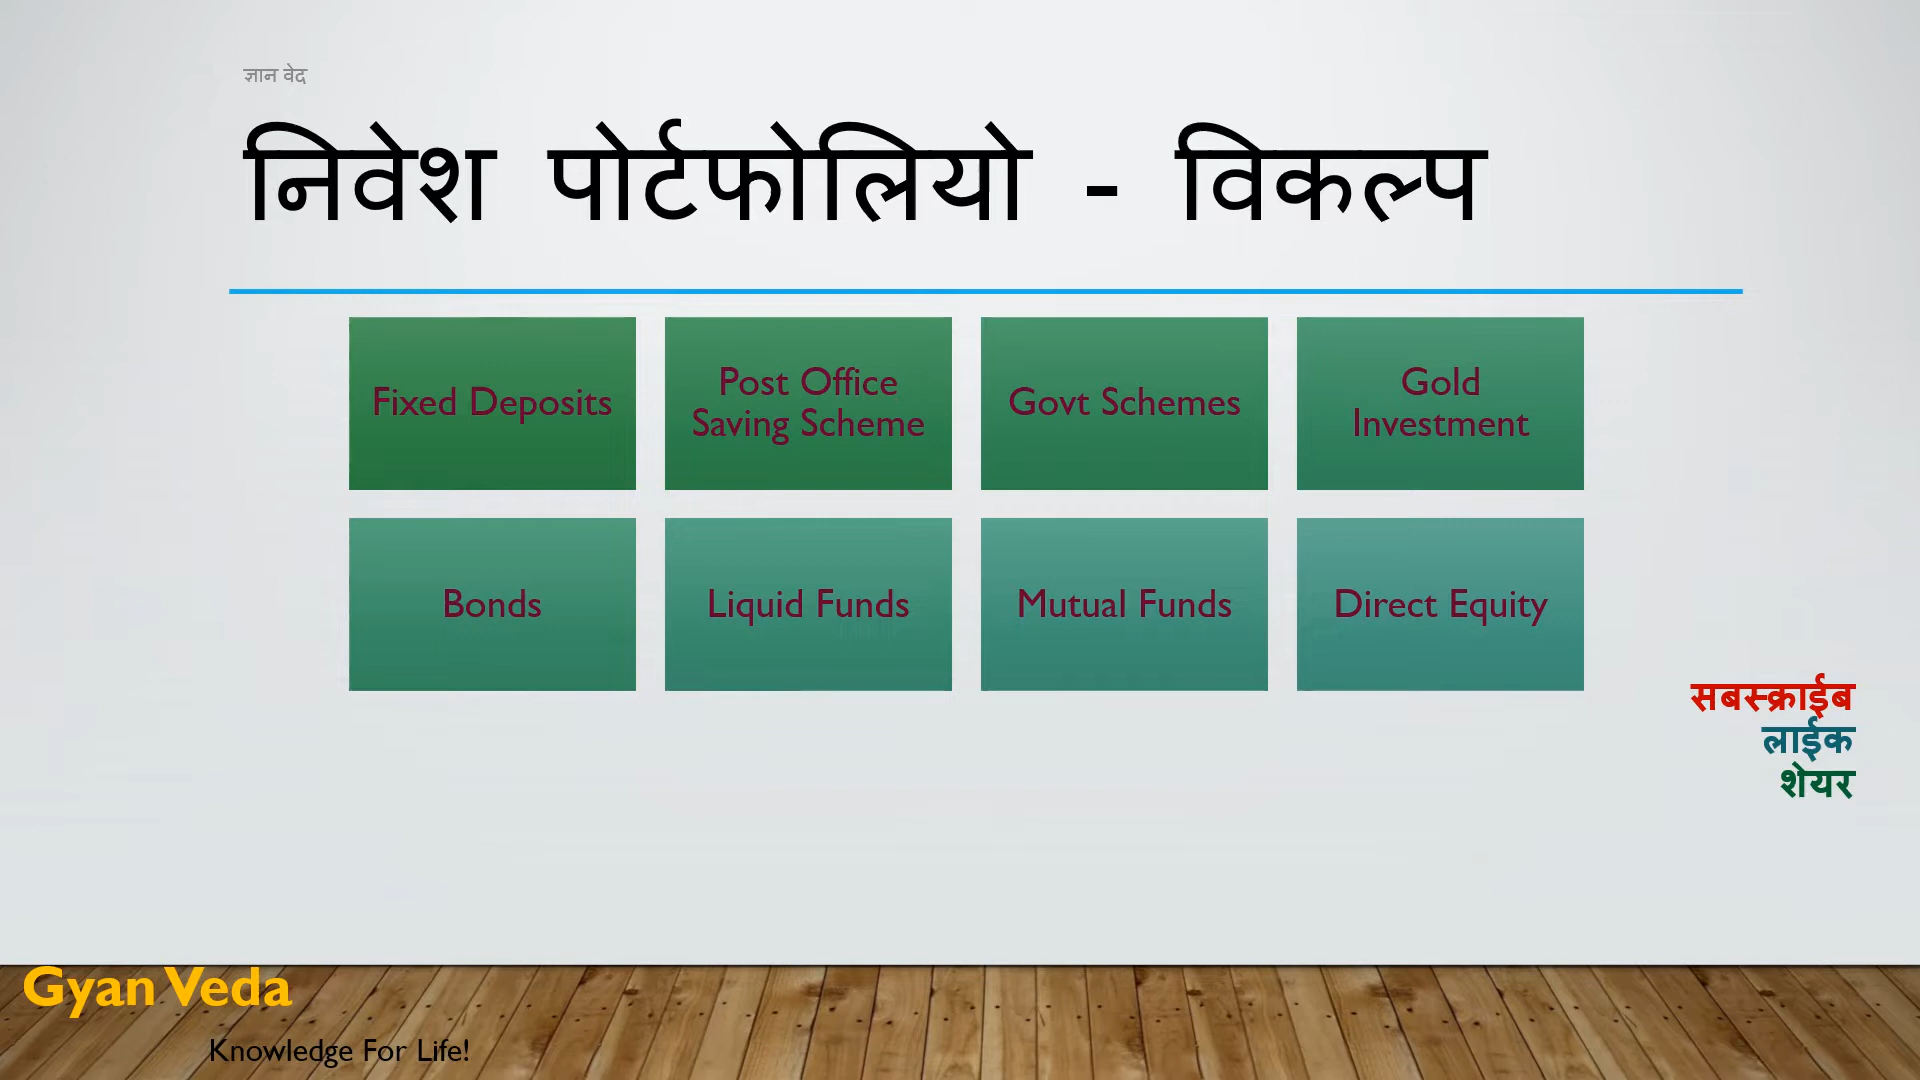 ज्ञान वेद
निवेश पोर्टफोलियो - विकल्प
Fixed Deposits
Post Office
Saving Scheme
Govt Schemes
Gold
Investment
Bonds
Liquid Funds
Mutual Funds
Direct Equity
सबस्क्राईब
लाईक
शेयर
Gyan Veda
Knowledge For Life!